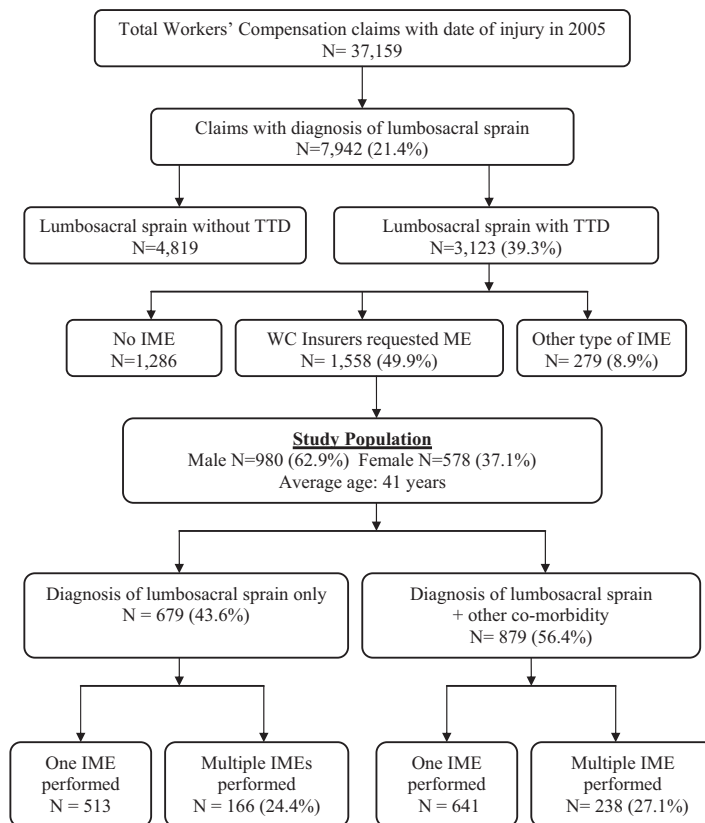 Total Workers' Compensation claims with date of injury in 2005
N= 37,159
Claims with diagnosis of lumbosacral sprain
N=7,942 (21.4%)
Lumbosacral sprain without TTD
N=4,819
Lumbosacral sprain with TTD
N=3,123 (39.3%)
No IME
N=1,286
WC Insurers requested ME
N= 1,558 (49.9%)
Other type of IME
N= 279 (8.9%)
Study Population
Male N=980 (62.9%) Female N=578 (37.1%)
Average age: 41 years
Diagnosis of lumbosacral sprain only
N = 679 (43.6%)
Diagnosis of lumbosacral sprain
+ other co-morbidity
N= 879 (56.4%)
One IME
performed
N = 513
Multiple IMEs
performed
N = 166 (24.4%)
One IME
performed
N = 641
Multiple IME
performed
N= 238 (27.1%)